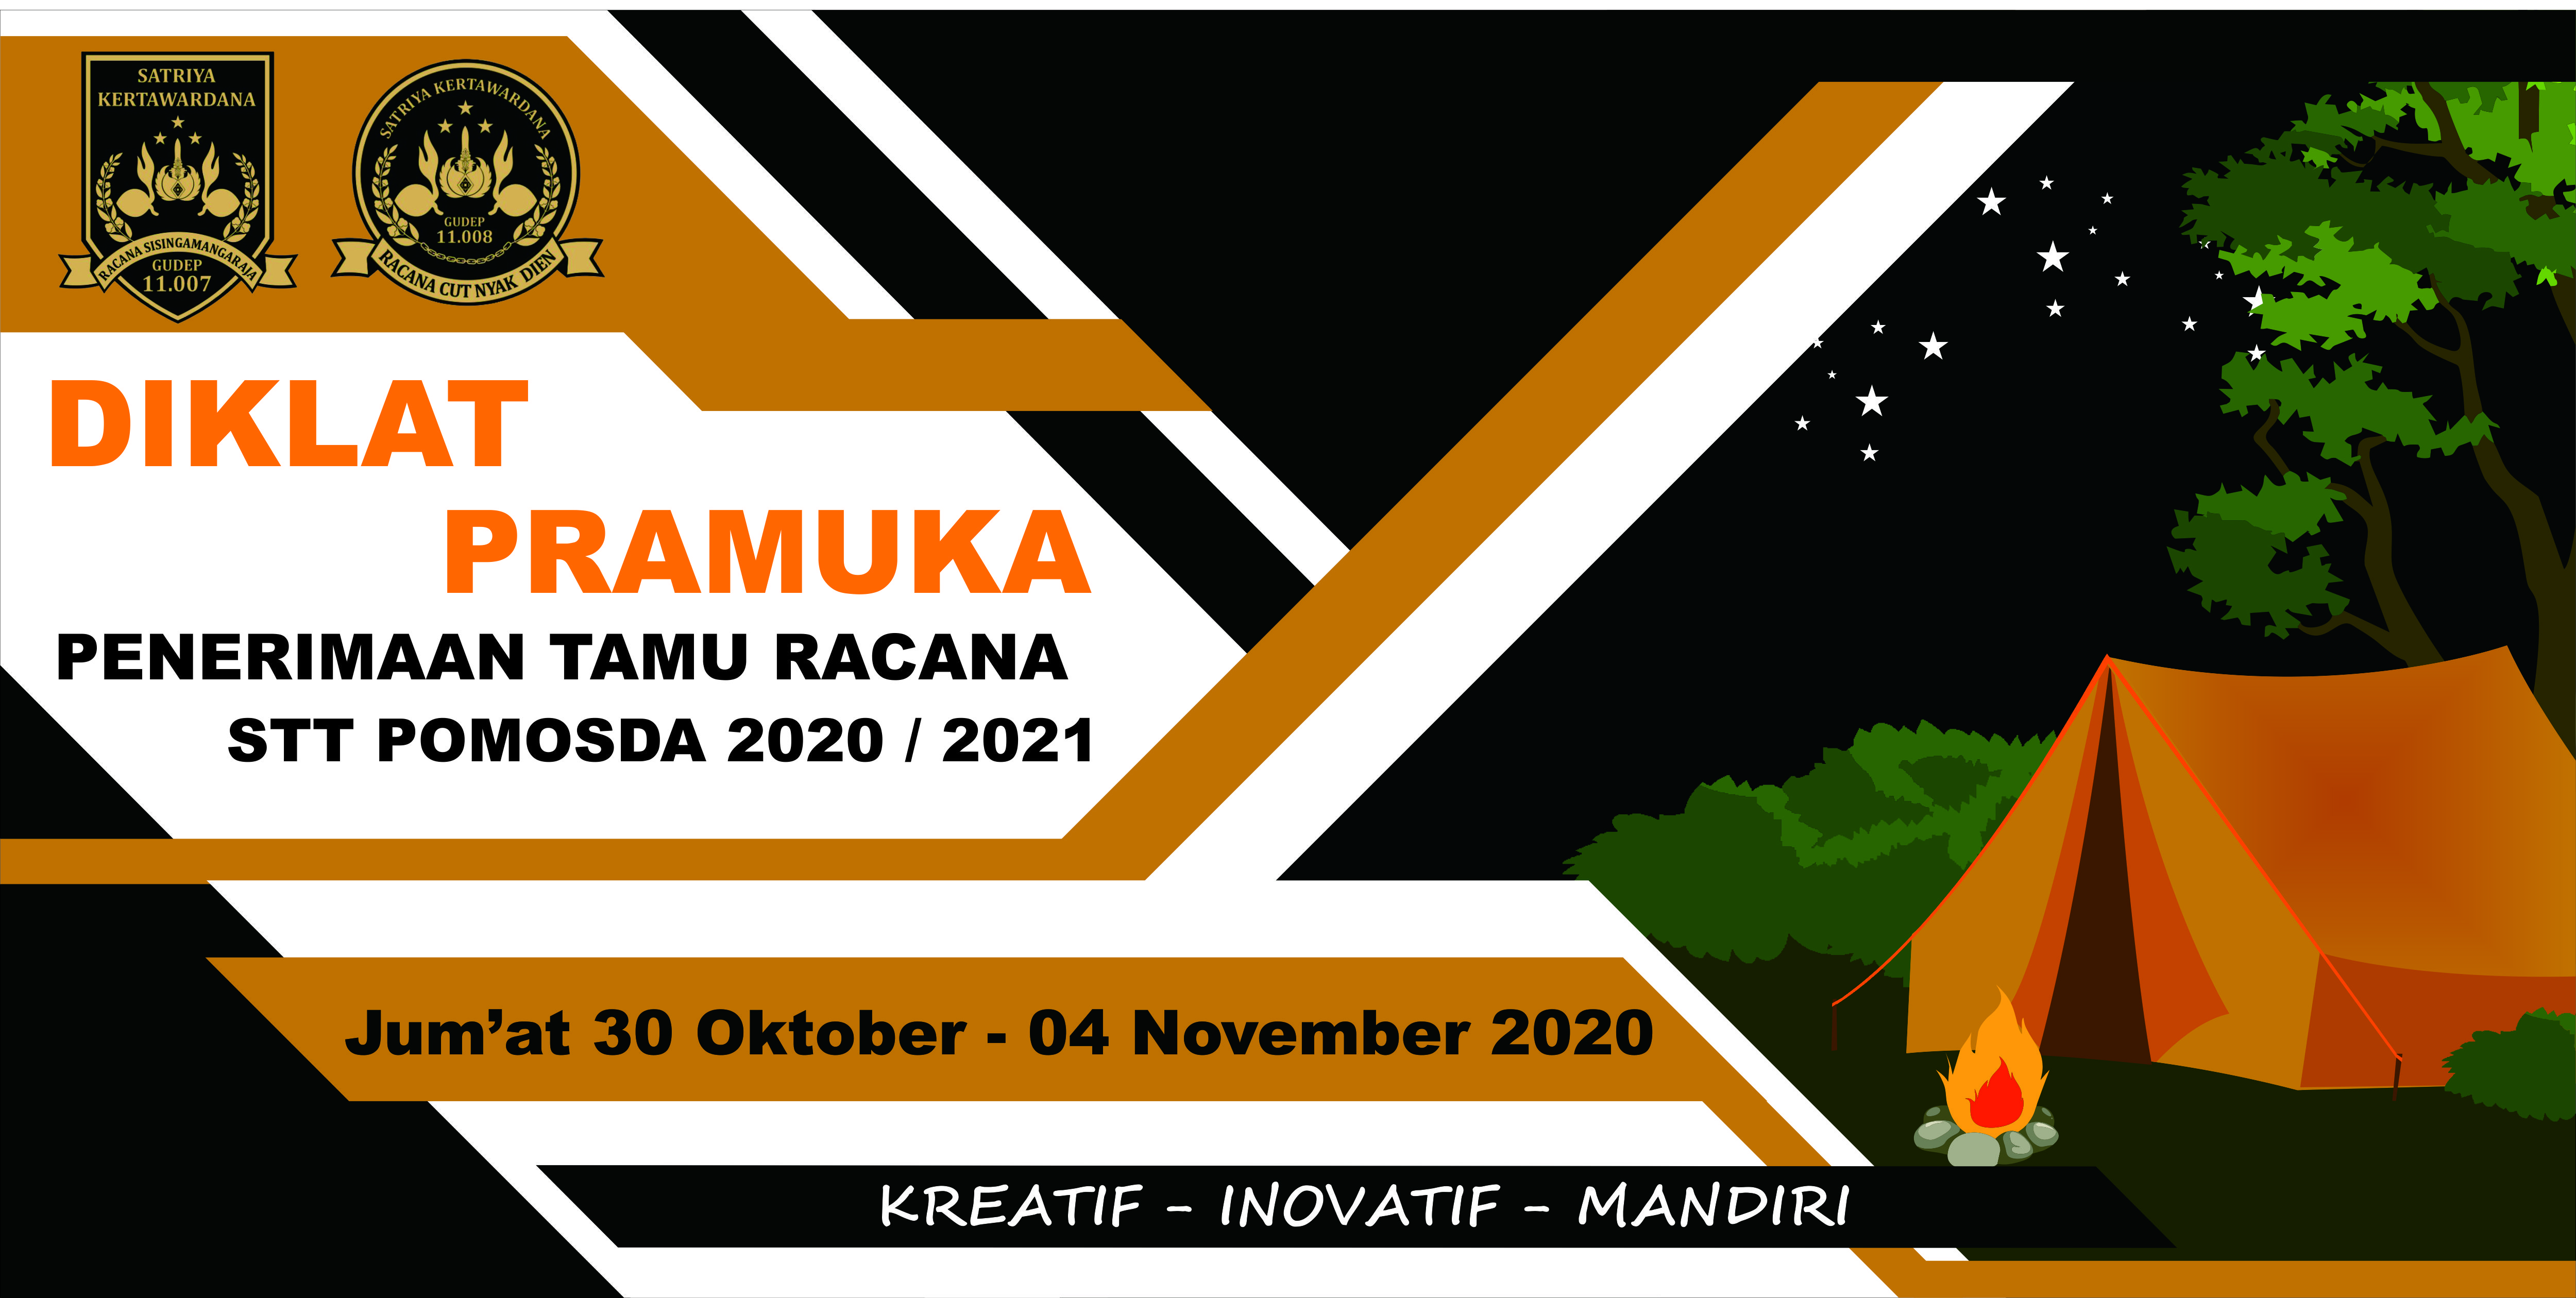 SATRIYA
KERTAWARDANA
RACANA SISINGAMANGARAJA
GUDEP
11.007
SATRIYA KERTAWARDANA
GUDEP
11.008
RACANA CUT NYAK DIEN
DIKLAT
PRAMUKA
PENERIMAAN TAMU RACANA
STT POMOSDA 2020 / 2021
Jum’at 30 Oktober - 04 November 2020
KREATIF - INOVATIF - MANDIRI